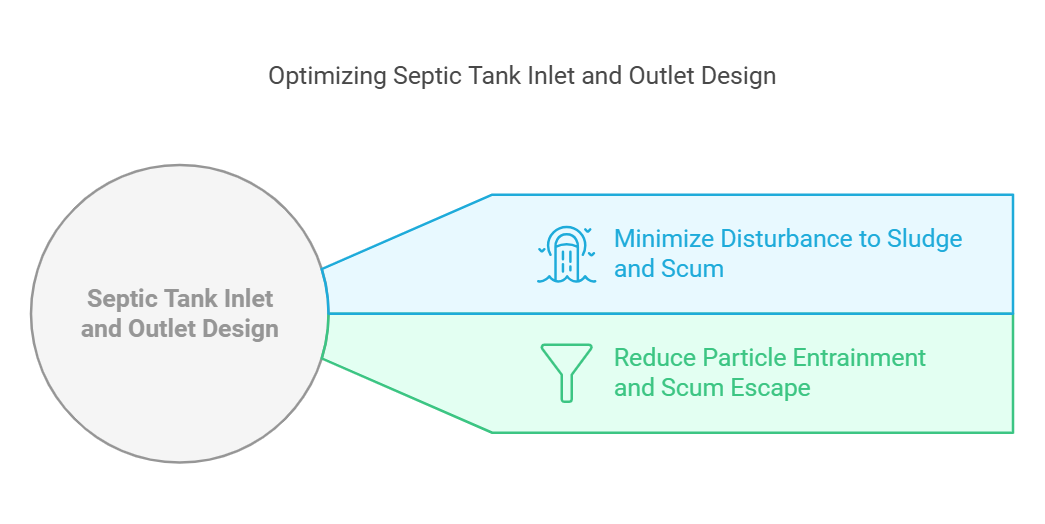 Optimizing Septic Tank Inlet and Outlet Design
Septic Tank Inlet
and Outlet Design
Minimize Disturbance to Sludge
and Scum
Reduce Particle Entrainment
and Scum Escape